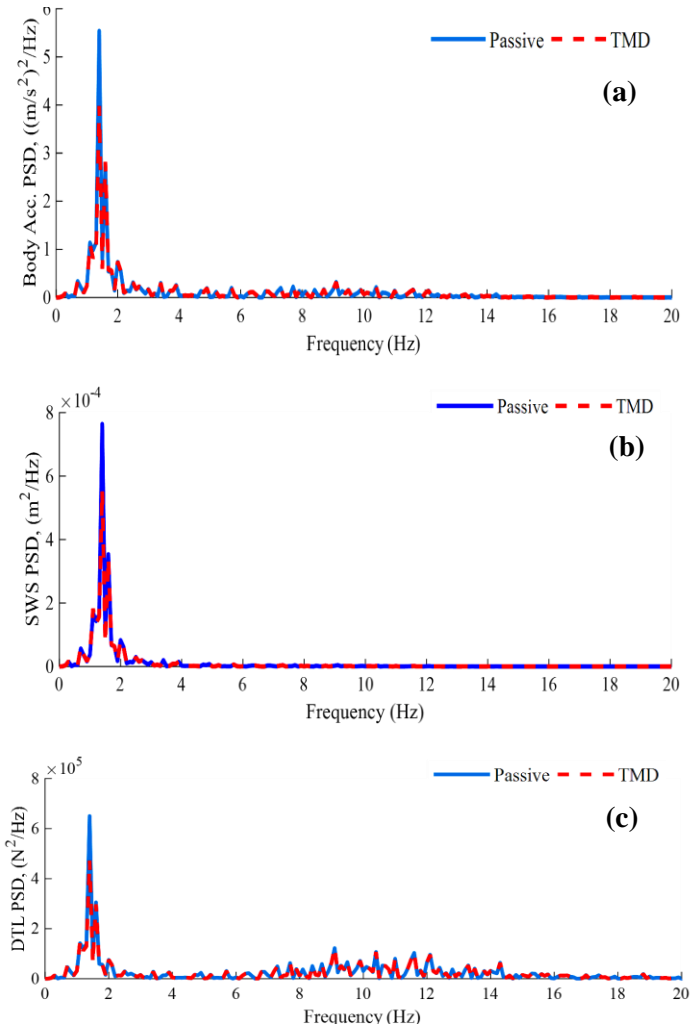 6
Passive TMD
(a)
5
4
3
2
1
0
Body Acc. PSD, ((m/s²)²/Hz)
0 2 4 6 8 10 12 14 16 18 20
Frequency (Hz)
×10⁻⁴
8
Passive TMD
(b)
6
4
2
0
SWS PSD, (m²/Hz)
0 2 4 6 8 10 12 14 16 18 20
Frequency (Hz)
×10⁵
8
Passive TMD
(c)
6
4
2
0
DTL PSD, (N²/Hz)
0 2 4 6 8 10 12 14 16 18 20
Frequency (Hz)